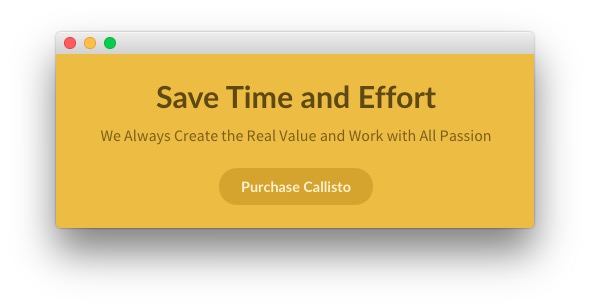 Save Time and Effort
We Always Create the Real Value and Work with All Passion
Purchase Callisto